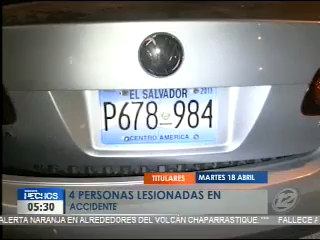 EL SALVADOR 2011
P678-984
CENTRO AMERICA
TITULARES MARTES 18 ABRIL
HECHOS
05:30
4 PERSONAS LESIONADAS EN
ACCIDENTE
ALERTA NARANJA EN ALREDEDORES DEL VOLCÁN CHAPARRASTIQUE. *** FALLECE A